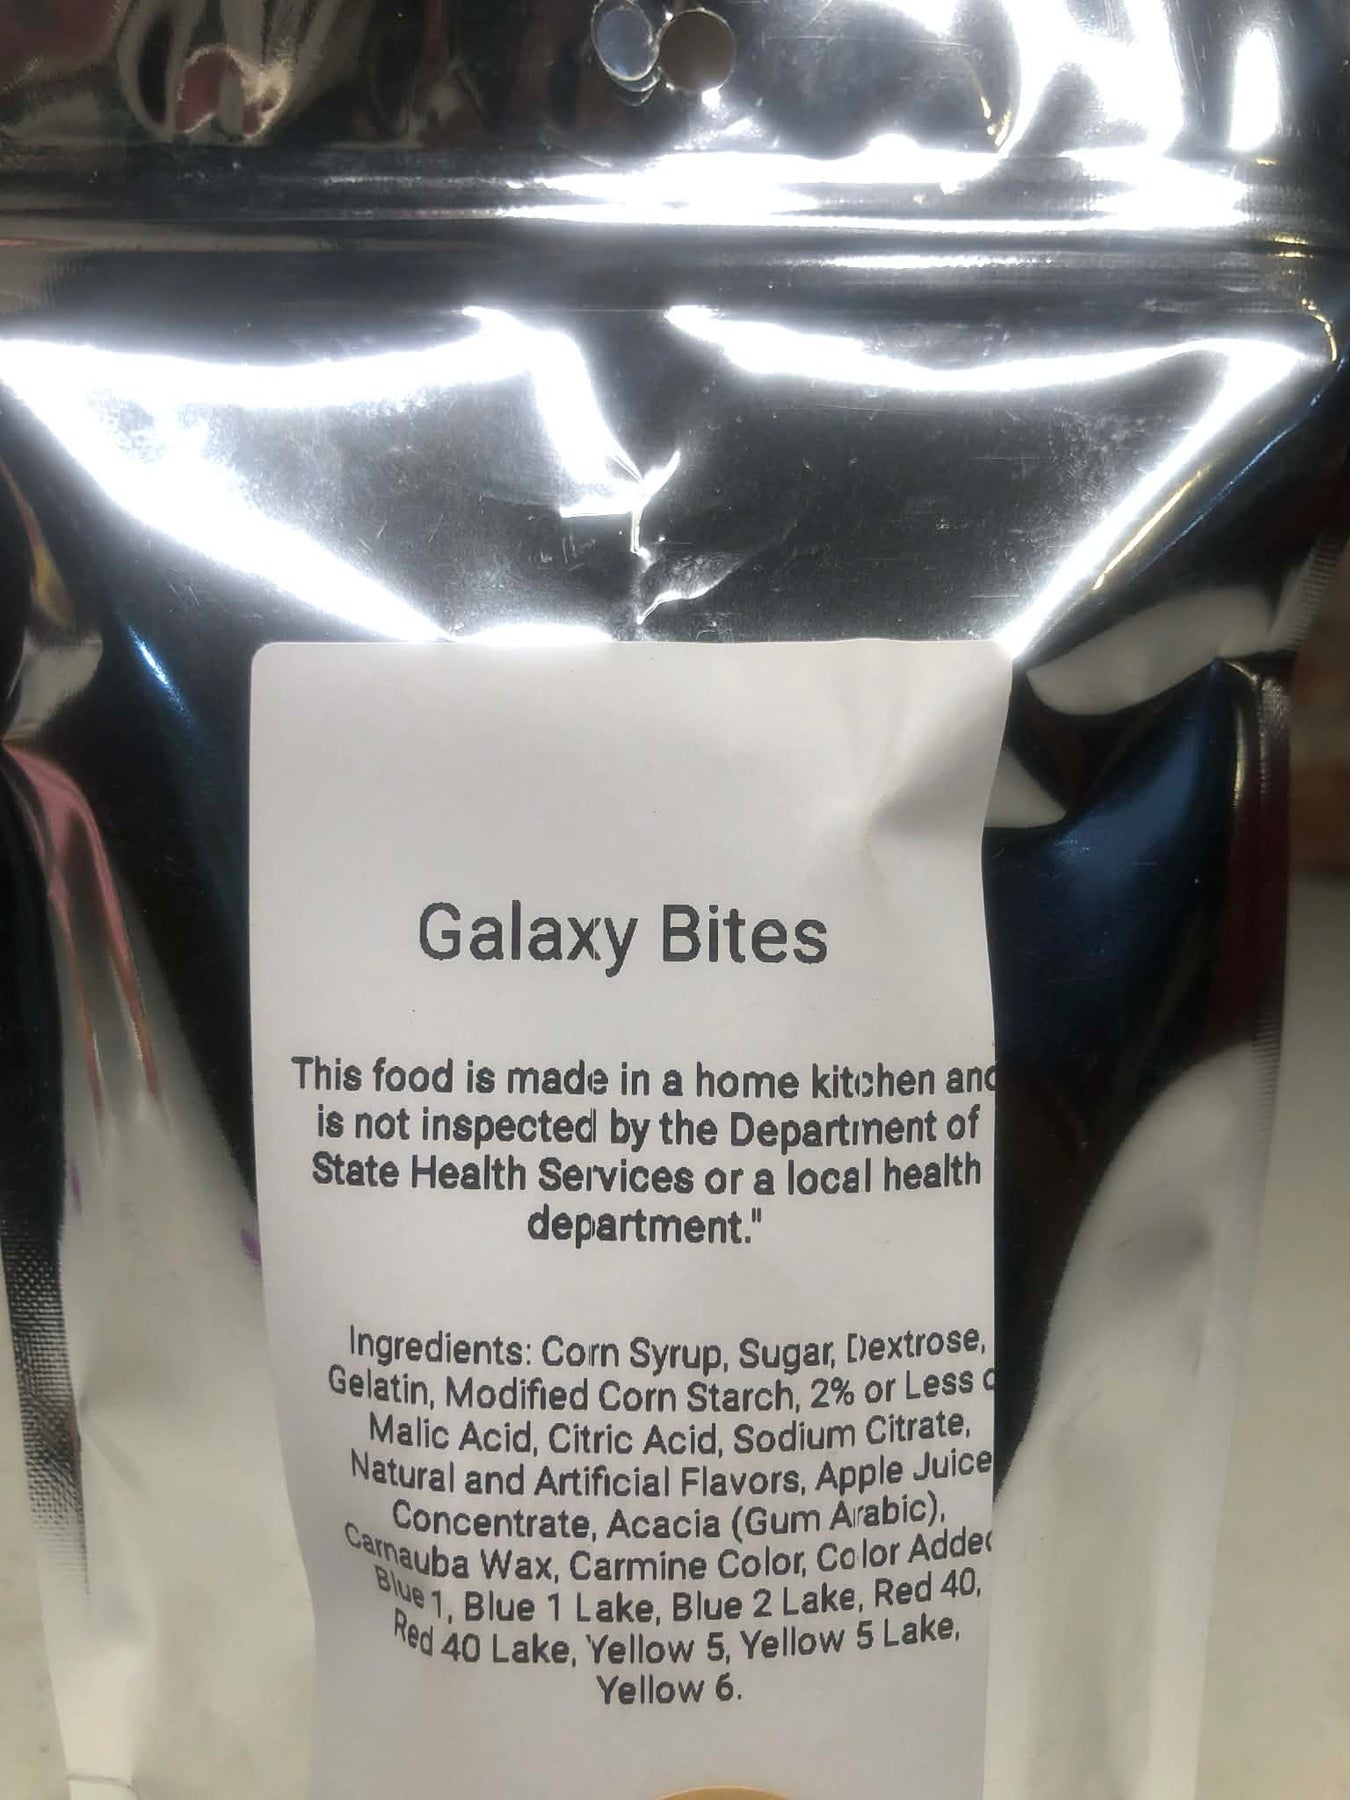 Galaxy Bites
This food is made in a home kitchen and
is not inspected by the Department of
State Health Services or a local health
department."
Ingredients: Corn Syrup, Sugar, Dextrose,
Gelatin, Modified Corn Starch, 2% or Less o
Malic Acid, Citric Acid, Sodium Citrate,
Natural and Artificial Flavors, Apple Juice
Concentrate, Acacia (Gum Arabic),
Carnauba Wax, Carmine Color, Color Added
Blue 1, Blue 1 Lake, Blue 2 Lake, Red 40,
Red 40 Lake, Yellow 5, Yellow 5 Lake,
Yellow 6.